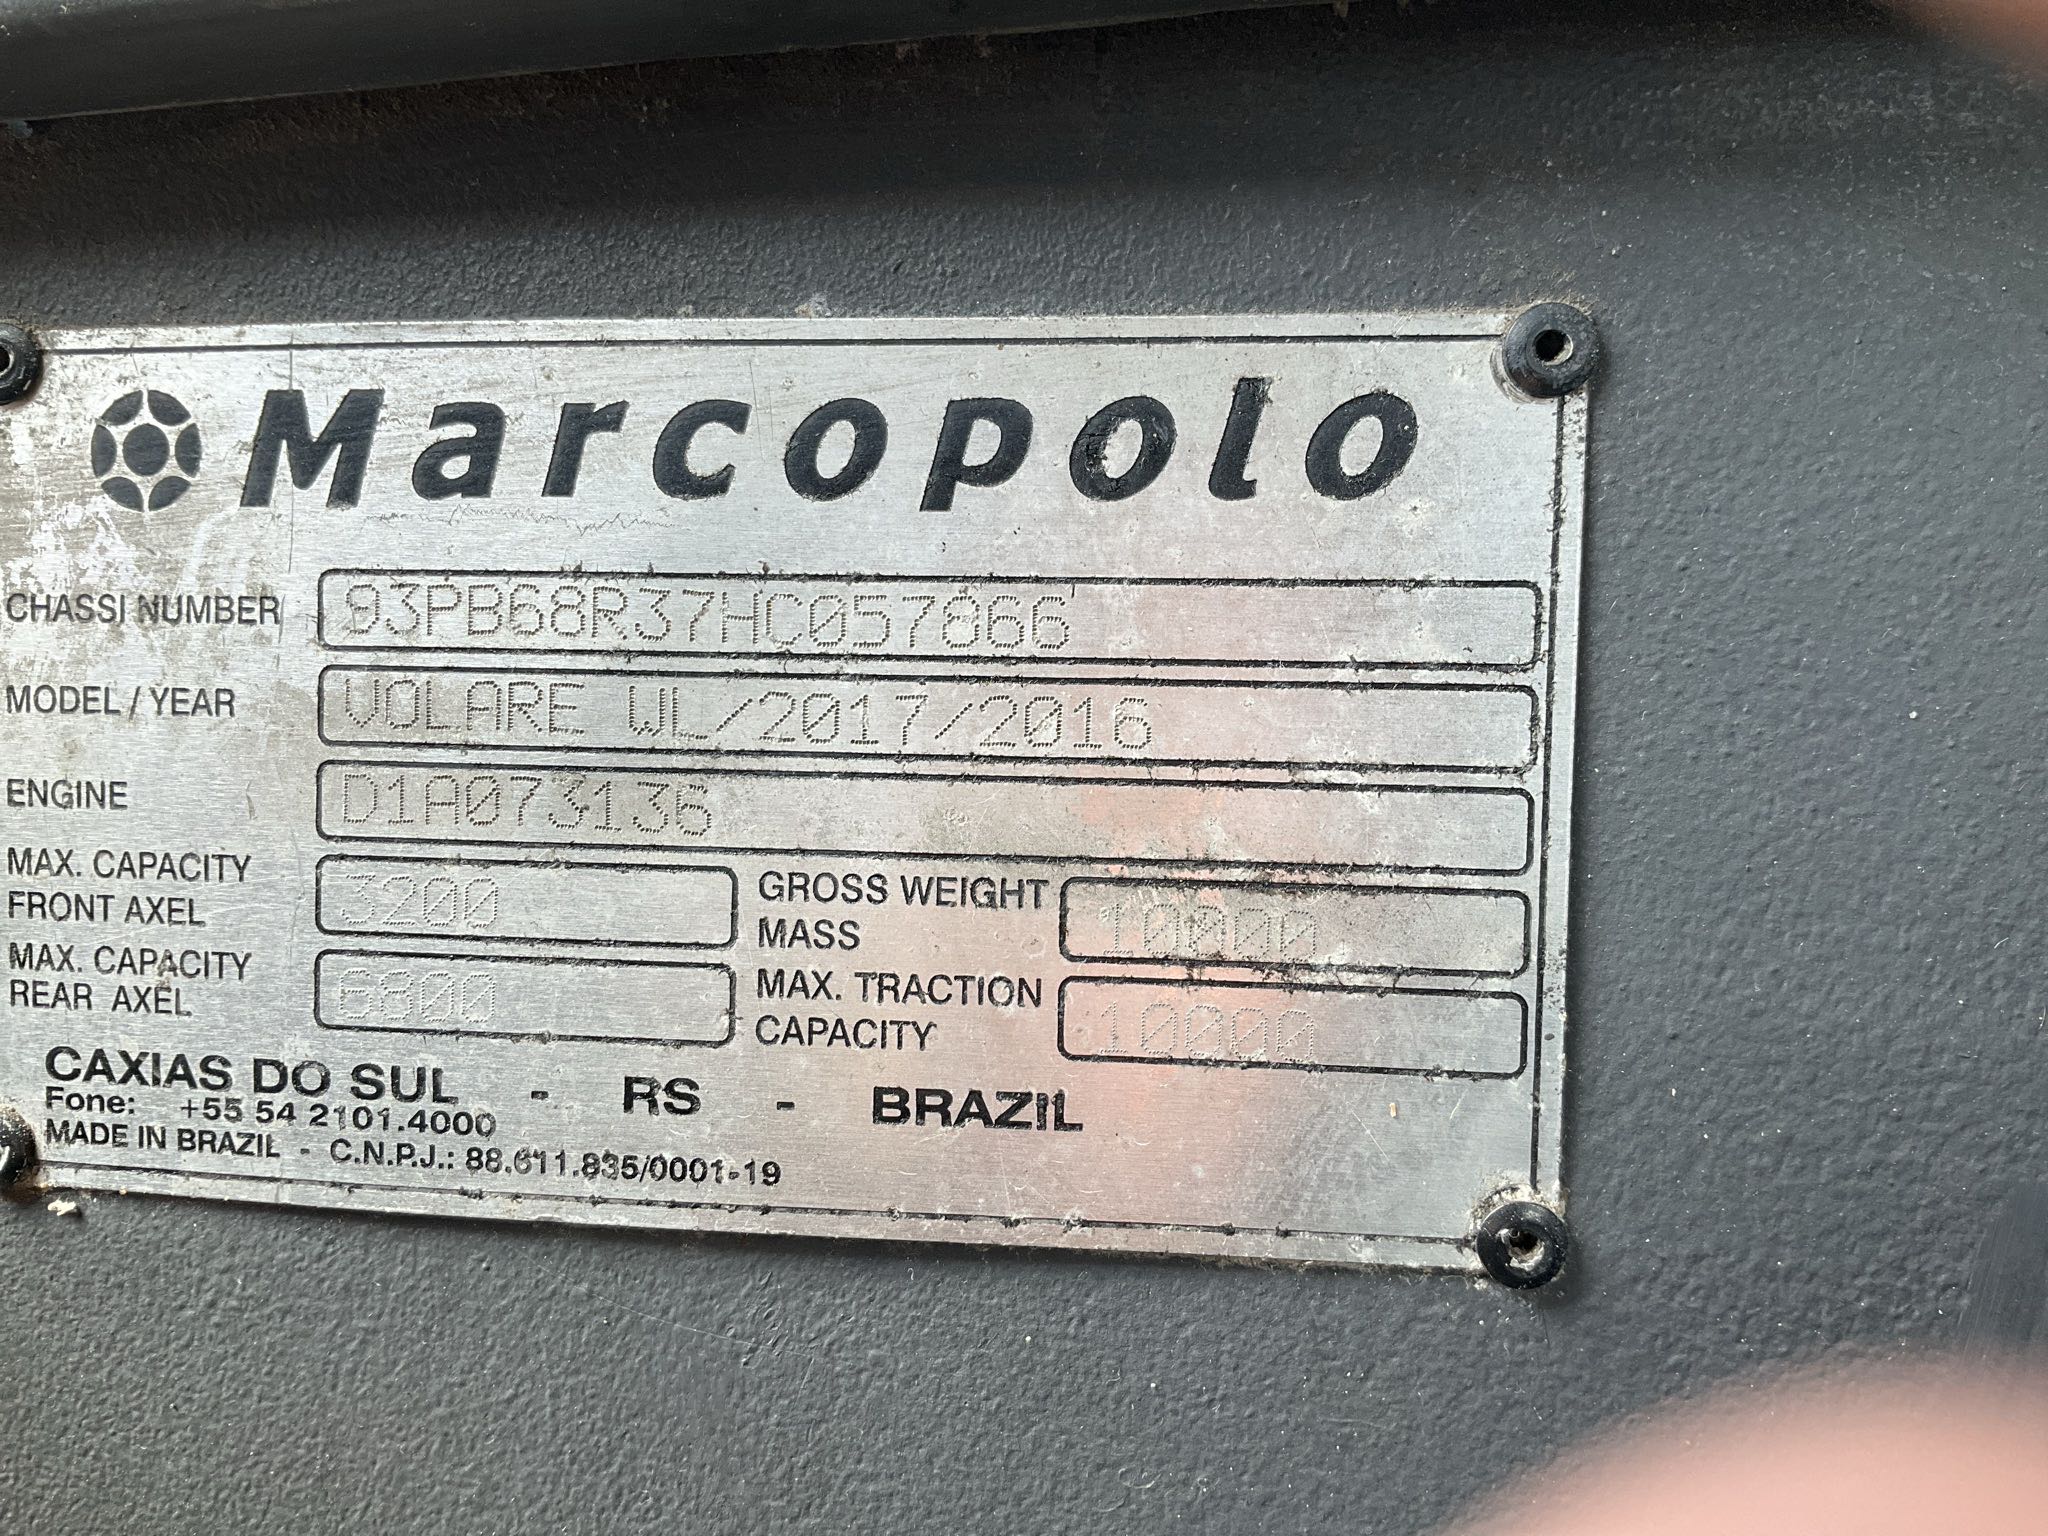 Marcopolo
CHASSI NUMBER 93PB68R37HC057866
MODEL / YEAR VOLARE WL/2017/2016
ENGINE D1A073136
MAX. CAPACITY FRONT AXEL 3200
GROSS WEIGHT MASS 10000
MAX. CAPACITY REAR AXEL 6800
MAX. TRACTION CAPACITY 10000
CAXIAS DO SUL - RS - BRAZIL
Fone: +55 54 2101.4000
MADE IN BRAZIL - C.N.P.J.: 88.611.835/0001-19